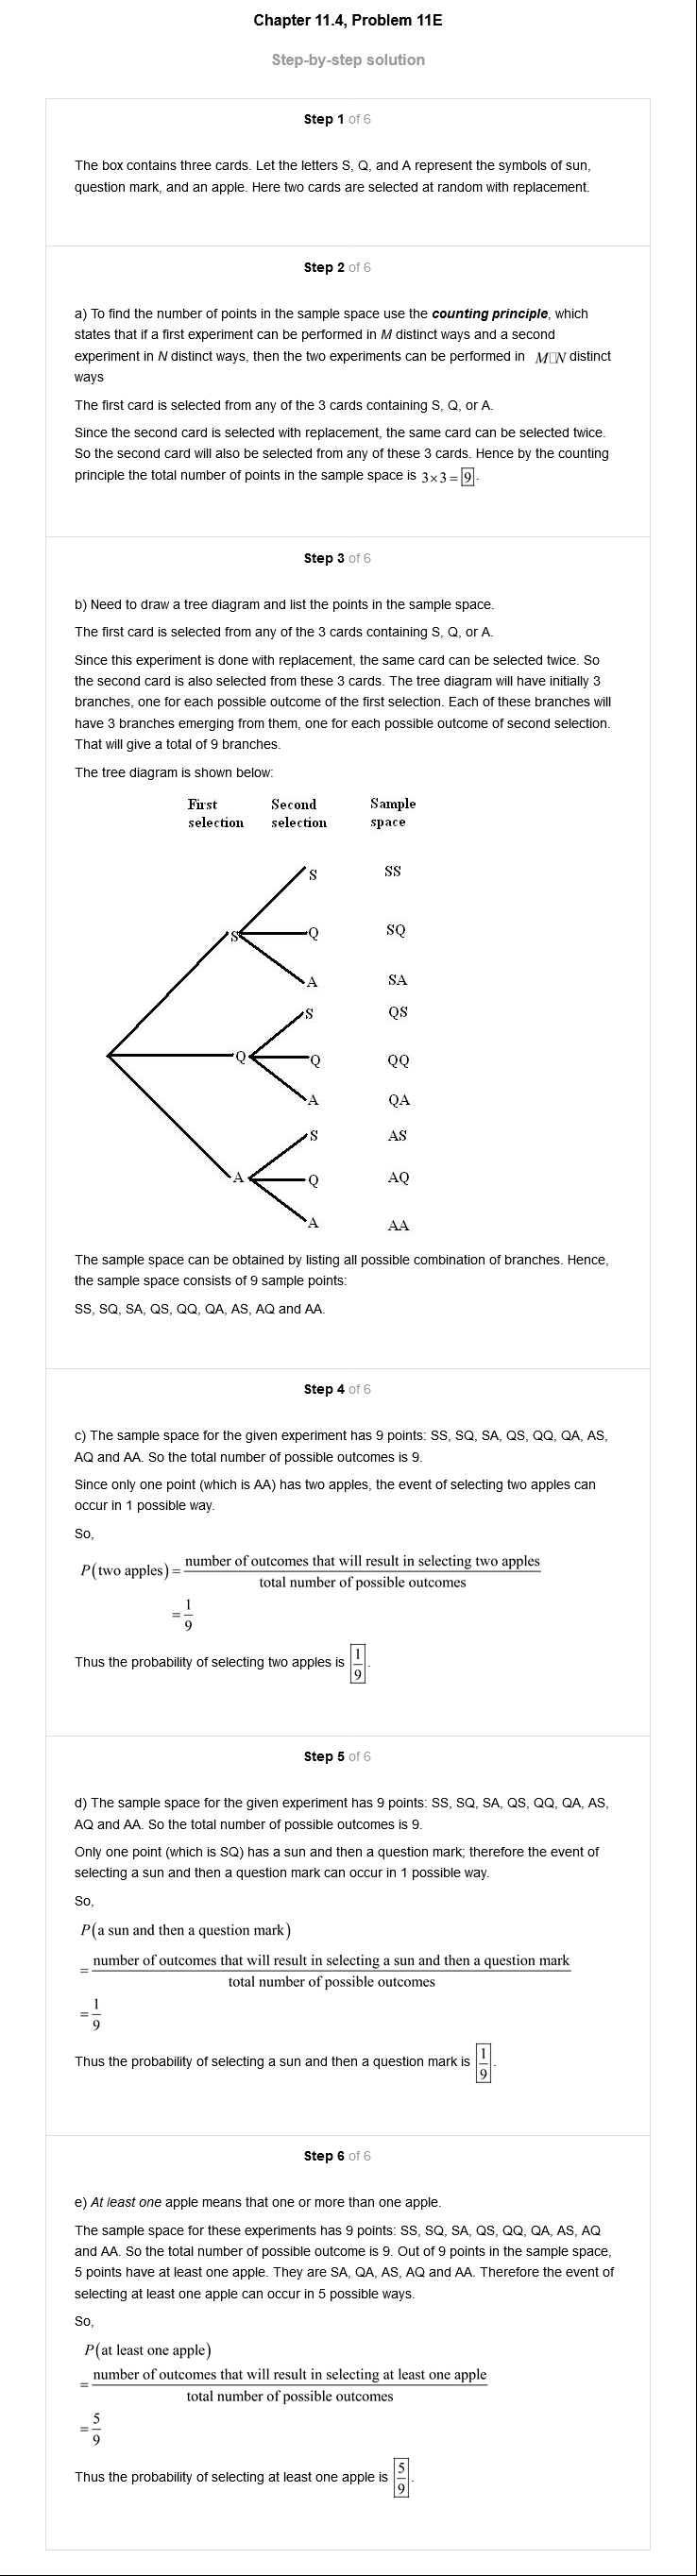 Chapter 11.4, Problem 11E
Step-by-step solution
Step 1 of 6
The box contains three cards. Let the letters S, Q, and A represent the symbols of sun,
question mark, and an apple. Here two cards are selected at random with replacement.
Step 2 of 6
a) To find the number of points in the sample space use the counting principle, which
states that if a first experiment can be performed in M distinct ways and a second
experiment in N distinct ways, then the two experiments can be performed in M□N distinct
ways
The first card is selected from any of the 3 cards containing S, Q, or A.
Since the second card is selected with replacement, the same card can be selected twice.
So the second card will also be selected from any of these 3 cards. Hence by the counting
principle the total number of points in the sample space is 3×3=9.
Step 3 of 6
b) Need to draw a tree diagram and list the points in the sample space.
The first card is selected from any of the 3 cards containing S, Q, or A.
Since this experiment is done with replacement, the same card can be selected twice. So
the second card is also selected from these 3 cards. The tree diagram will have initially 3
branches, one for each possible outcome of the first selection. Each of these branches will
have 3 branches emerging from them, one for each possible outcome of second selection.
That will give a total of 9 branches.
The tree diagram is shown below:
First Second Sample
selection selection space
S SS
S Q SQ
A SA
S QS
Q Q QQ
A QA
S AS
A Q AQ
A AA
The sample space can be obtained by listing all possible combination of branches. Hence,
the sample space consists of 9 sample points:
SS, SQ, SA, QS, QQ, QA, AS, AQ and AA.
Step 4 of 6
c) The sample space for the given experiment has 9 points: SS, SQ, SA, QS, QQ, QA, AS,
AQ and AA. So the total number of possible outcomes is 9.
Since only one point (which is AA) has two apples, the event of selecting two apples can
occur in 1 possible way.
So,
P(two apples) = number of outcomes that will result in selecting two apples / total number of possible outcomes
= 1/9
Thus the probability of selecting two apples is 1/9.
Step 5 of 6
d) The sample space for the given experiment has 9 points: SS, SQ, SA, QS, QQ, QA, AS,
AQ and AA. So the total number of possible outcomes is 9.
Only one point (which is SQ) has a sun and then a question mark; therefore the event of
selecting a sun and then a question mark can occur in 1 possible way.
So,
P(a sun and then a question mark)
= number of outcomes that will result in selecting a sun and then a question mark / total number of possible outcomes
= 1/9
Thus the probability of selecting a sun and then a question mark is 1/9.
Step 6 of 6
e) At least one apple means that one or more than one apple.
The sample space for these experiments has 9 points: SS, SQ, SA, QS, QQ, QA, AS, AQ
and AA. So the total number of possible outcome is 9. Out of 9 points in the sample space,
5 points have at least one apple. They are SA, QA, AS, AQ and AA. Therefore the event of
selecting at least one apple can occur in 5 possible ways.
So,
P(at least one apple)
= number of outcomes that will result in selecting at least one apple / total number of possible outcomes
= 5/9
Thus the probability of selecting at least one apple is 5/9.